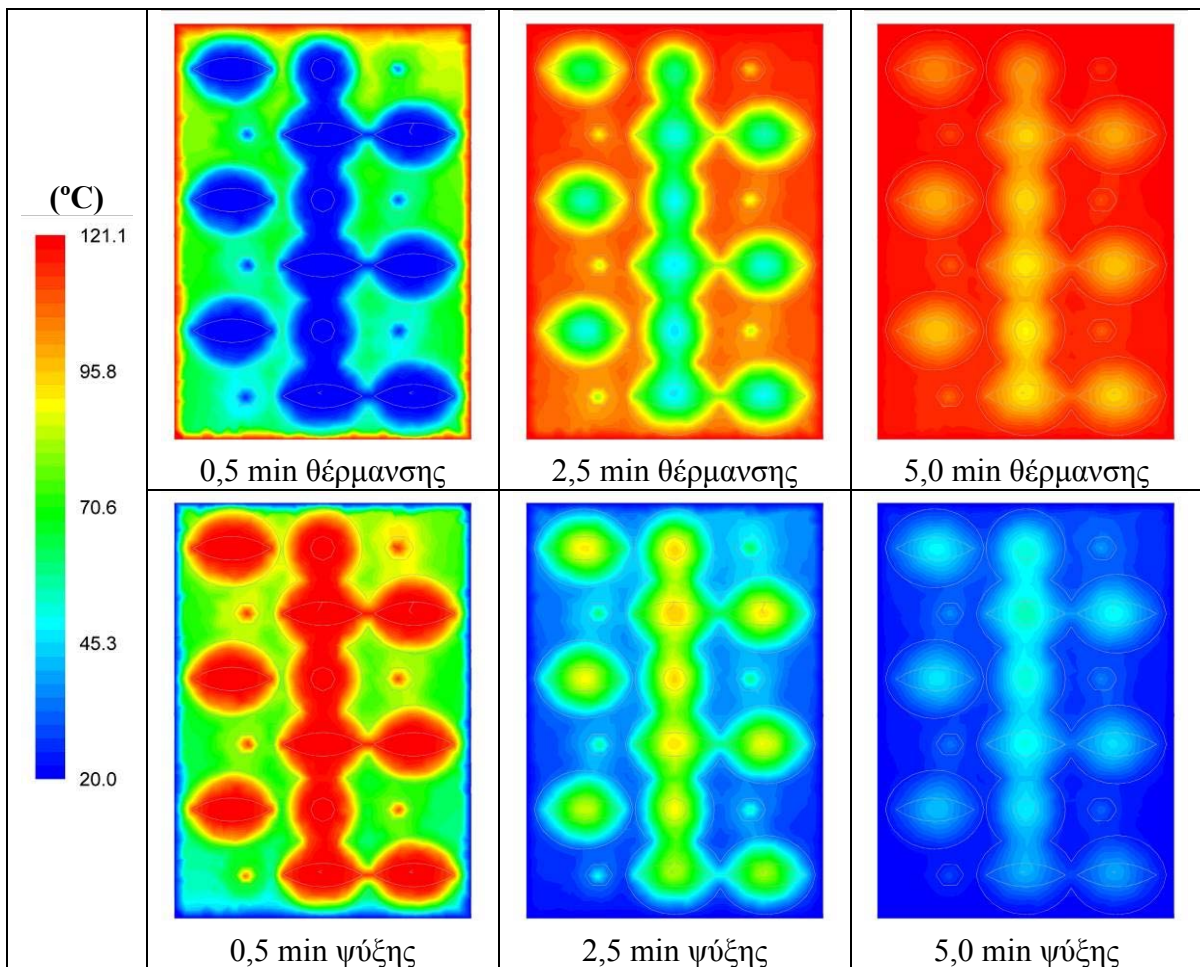 (ºC)
121.1
95.8
70.6
45.3
20.0
0,5 min θέρμανσης
2,5 min θέρμανσης
5,0 min θέρμανσης
0,5 min ψύξης
2,5 min ψύξης
5,0 min ψύξης